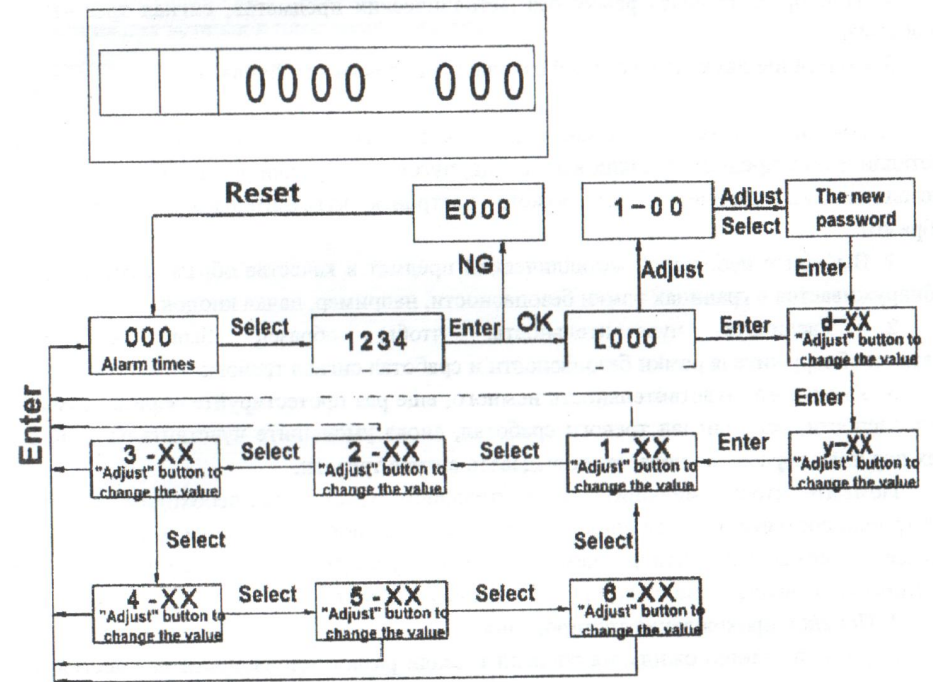 0000 000
Reset
E000
1-00
Adjust
Select
The new
password
NG
Adjust
Enter
000
Alarm times
Select
1234
Enter
OK
[000
Enter
d-XX
"Adjust" button to
change the value
Enter
Enter
3-XX
"Adjust" button to
change the value
Select
2-XX
"Adjust" button to
change the value
Select
1-XX
"Adjust" button to
change the value
Enter
y-XX
"Adjust" button to
change the value
Select
Select
4-XX
"Adjust" button to
change the value
Select
5-XX
"Adjust" button to
change the value
Select
6-XX
"Adjust" button to
change the value